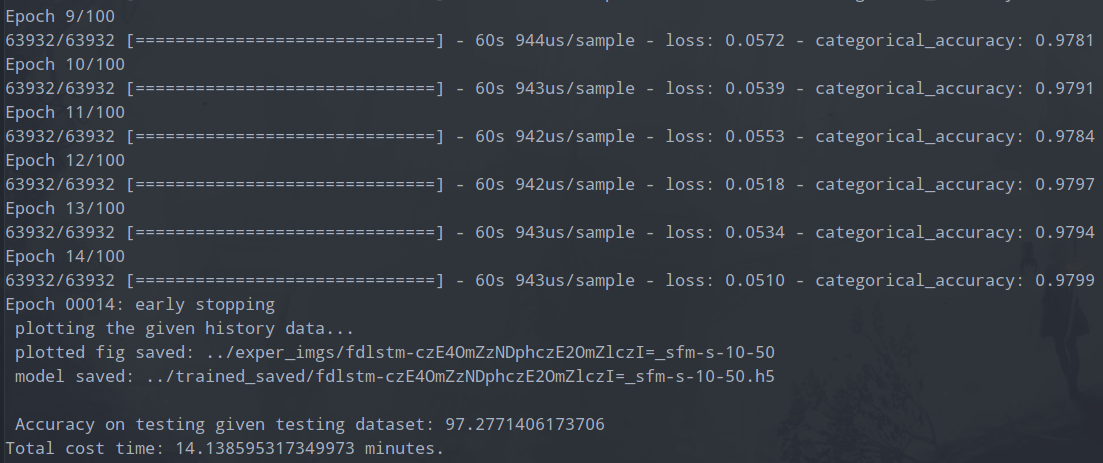 Epoch 9/100
63932/63932 [==============================] - 60s 944us/sample - loss: 0.0572 - categorical_accuracy: 0.9781
Epoch 10/100
63932/63932 [==============================] - 60s 943us/sample - loss: 0.0539 - categorical_accuracy: 0.9791
Epoch 11/100
63932/63932 [==============================] - 60s 942us/sample - loss: 0.0553 - categorical_accuracy: 0.9784
Epoch 12/100
63932/63932 [==============================] - 60s 942us/sample - loss: 0.0518 - categorical_accuracy: 0.9797
Epoch 13/100
63932/63932 [==============================] - 60s 943us/sample - loss: 0.0534 - categorical_accuracy: 0.9794
Epoch 14/100
63932/63932 [==============================] - 60s 943us/sample - loss: 0.0510 - categorical_accuracy: 0.9799
Epoch 00014: early stopping
plotting the given history data...
plotted fig saved: ../exper_imgs/fdlstm-czE4OmZzNDphczE2OmZlczI=_sfm-s-10-50
model saved: ../trained_saved/fdlstm-czE4OmZzNDphczE2OmZlczI=_sfm-s-10-50.h5
Accuracy on testing given testing dataset: 97.2771406173706
Total cost time: 14.138595317349973 minutes.